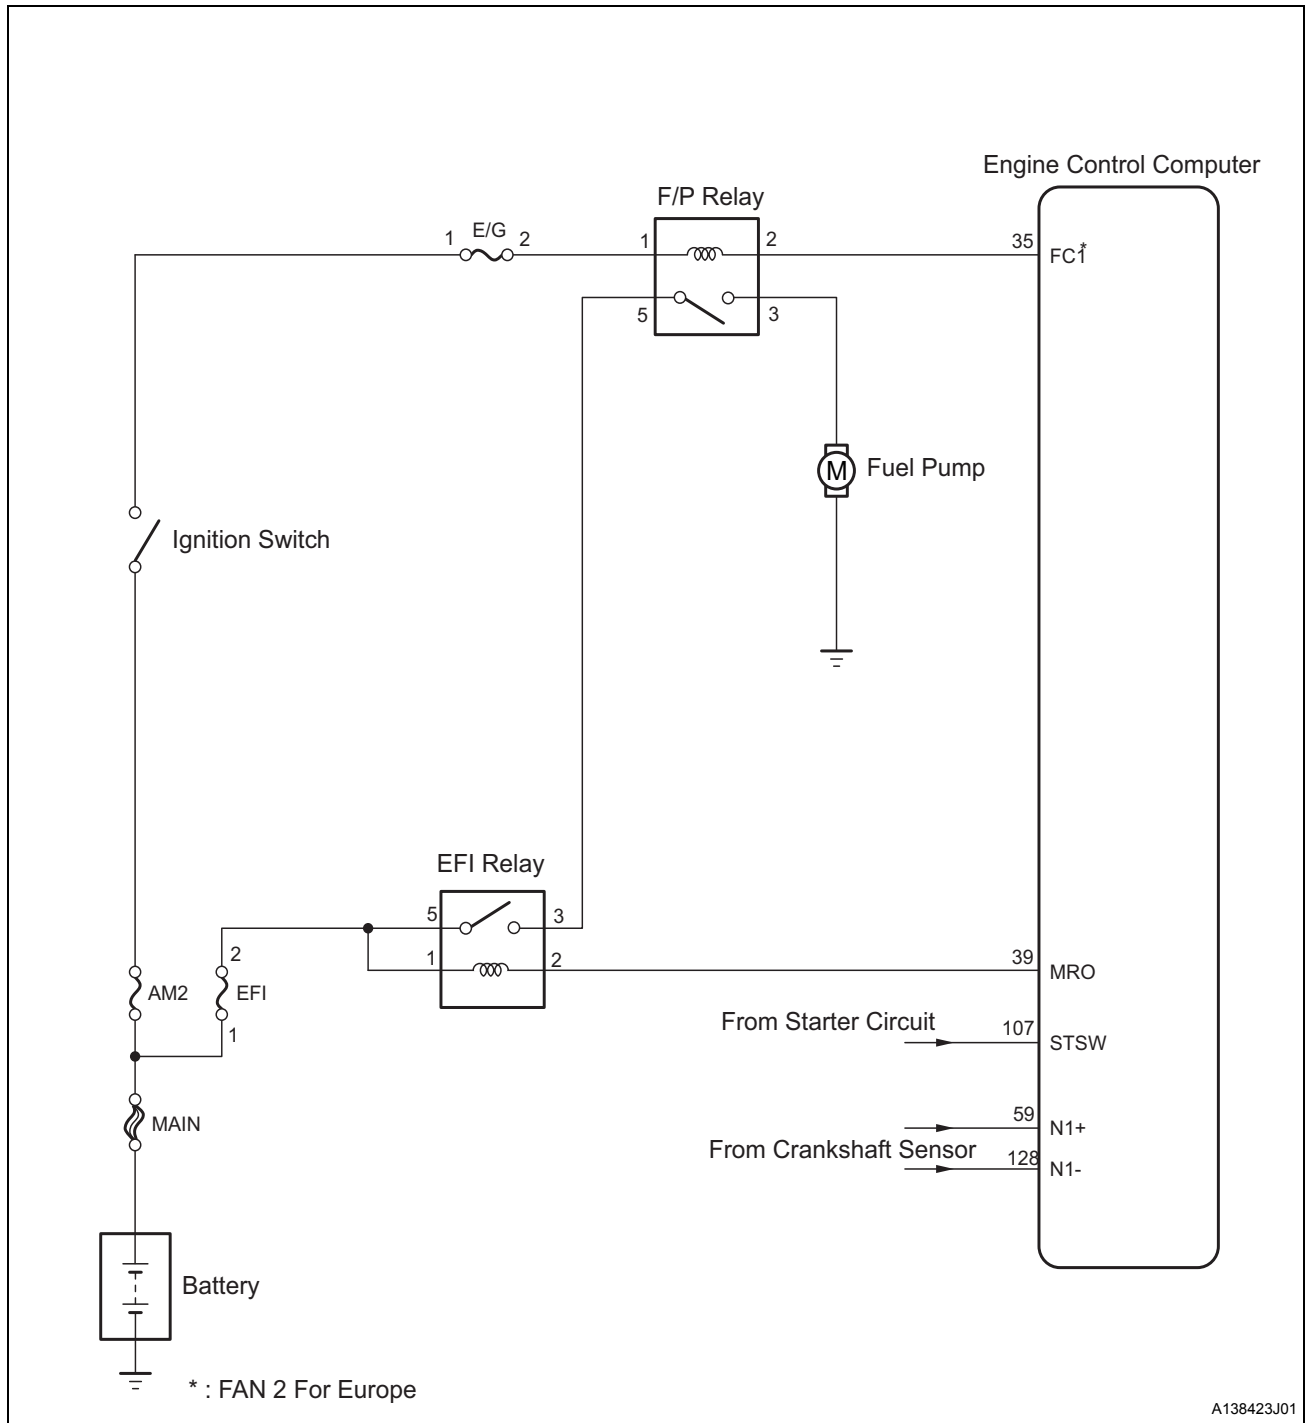 Engine Control Computer
F/P Relay
1 E/G 2
1 2
35 FC1*
5 3
M Fuel Pump
Ignition Switch
EFI Relay
5 3
2
1 2
39 MRO
AM2 EFI
From Starter Circuit 107 STSW
1
MAIN
59 N1+
From Crankshaft Sensor
128 N1-
Battery
* : FAN 2 For Europe
A138423J01